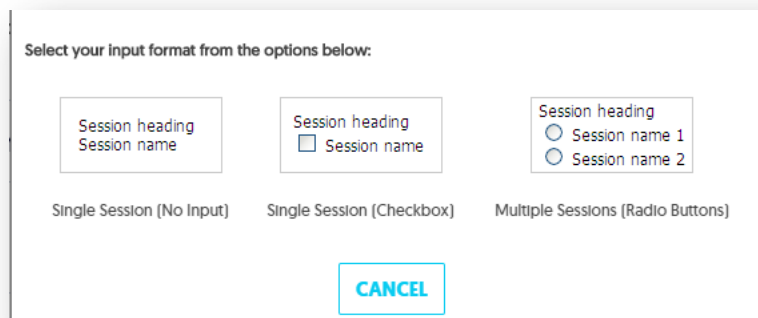 Select your input format from the options below:
Session heading
Session name
Session heading
Session name
Session heading
Session name 1
Session name 2
Single Session (No Input)
Single Session (Checkbox)
Multiple Sessions (Radio Buttons)
CANCEL